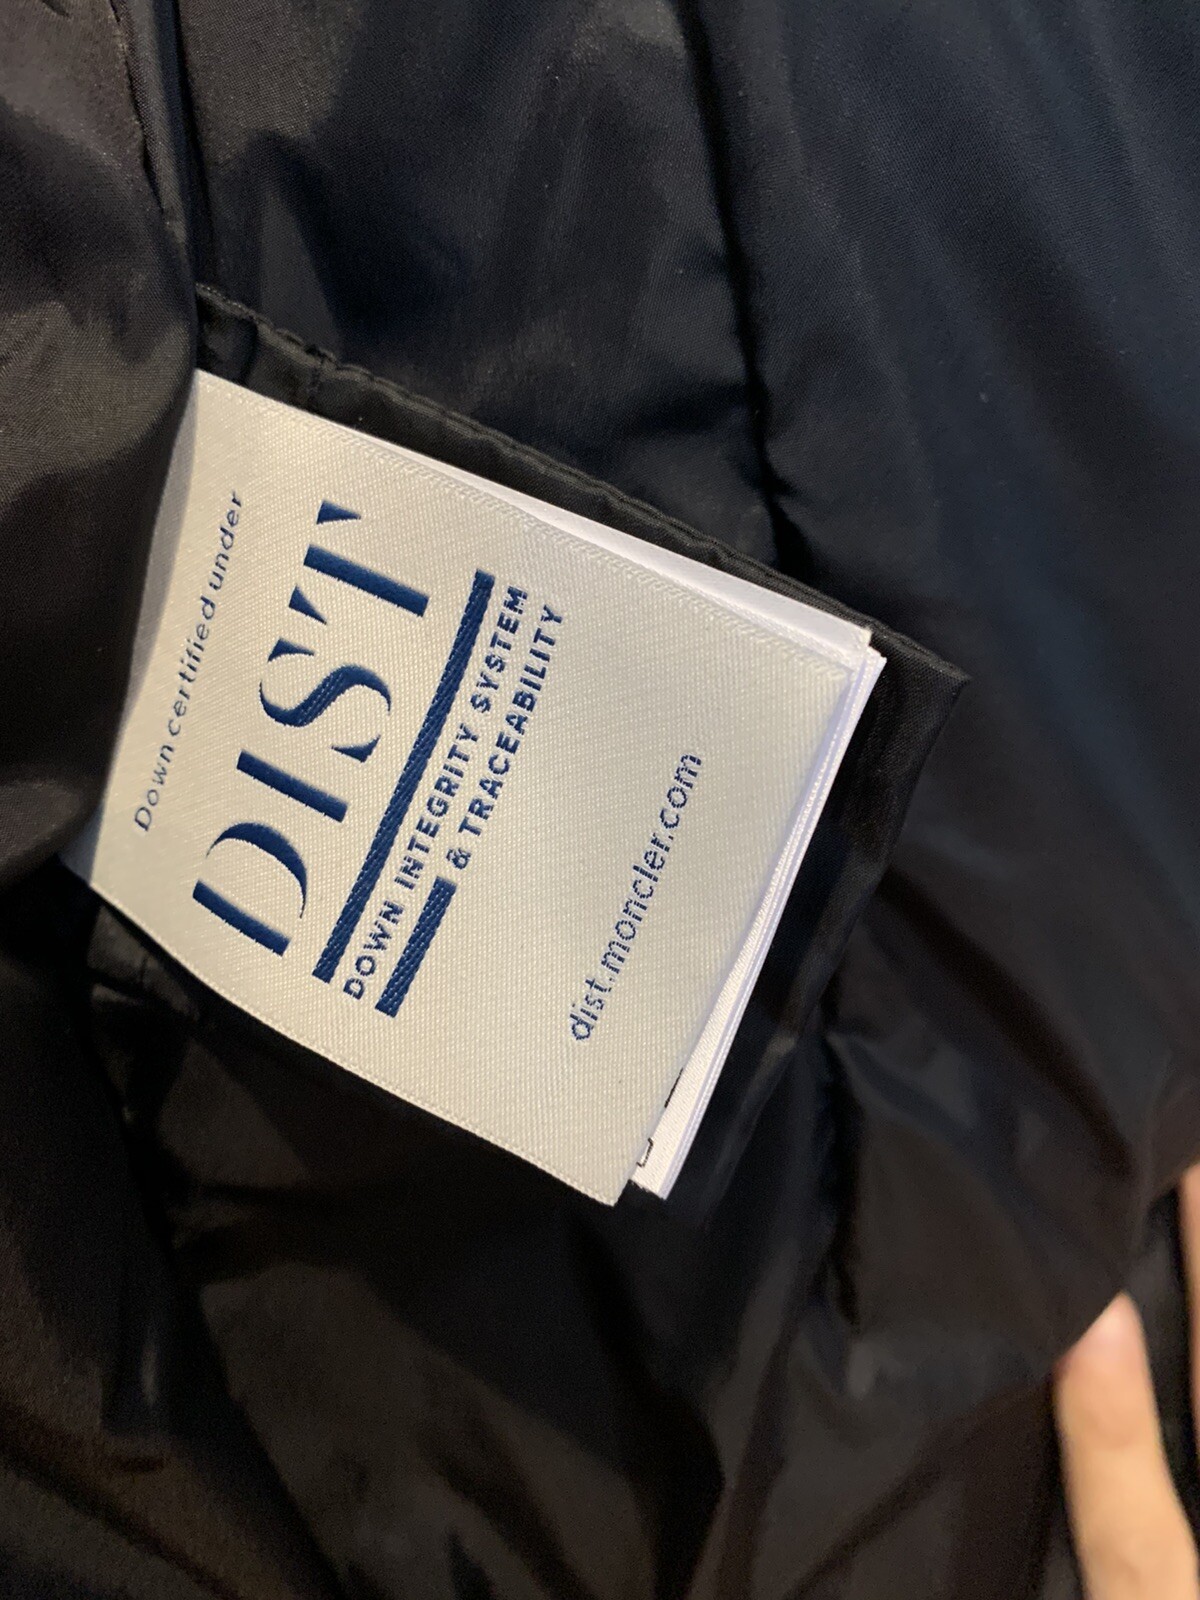 Down certified under
DIST
DOWN INTEGRITY SYSTEM
& TRACEABILITY
dist.moncler.com